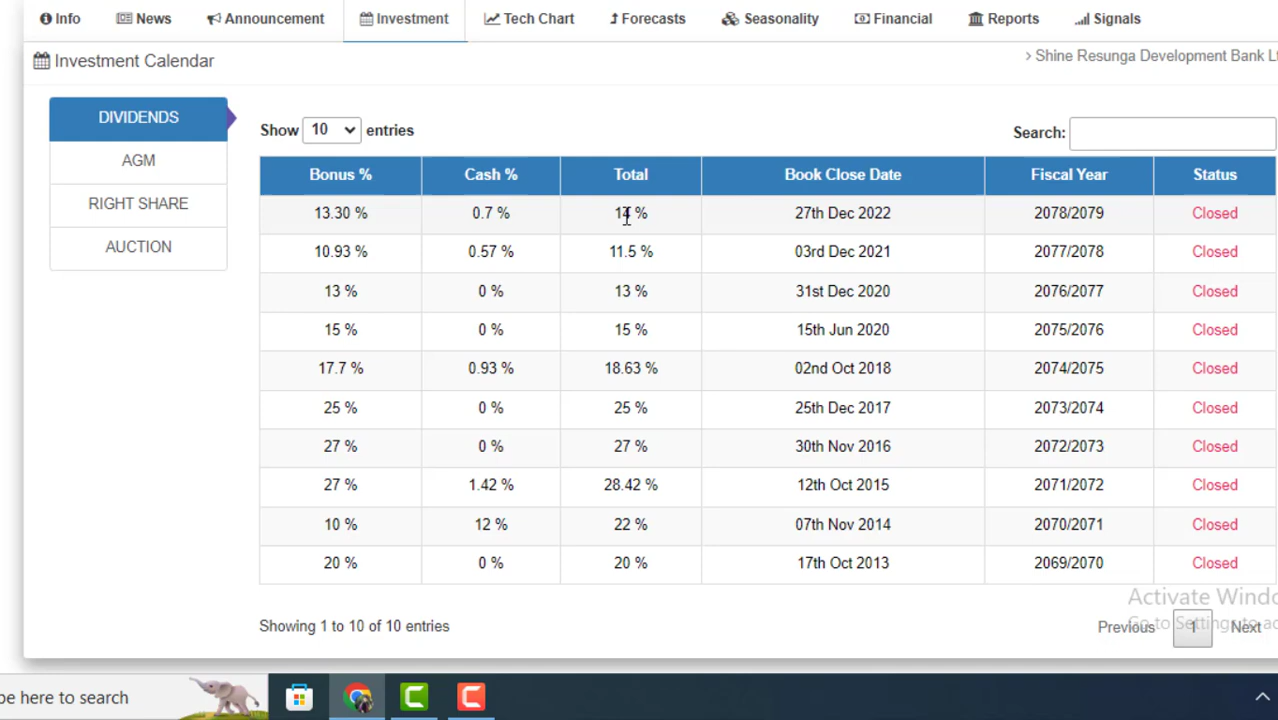 Info News Announcement Investment Tech Chart Forecasts Seasonality Financial Reports Signals
Investment Calendar
> Shine Resunga Development Bank Lt
DIVIDENDS
AGM
RIGHT SHARE
AUCTION
Show 10 entries
Search:
Bonus % Cash % Total Book Close Date Fiscal Year Status
13.30 % 0.7 % 14 % 27th Dec 2022 2078/2079 Closed
10.93 % 0.57 % 11.5 % 03rd Dec 2021 2077/2078 Closed
13 % 0 % 13 % 31st Dec 2020 2076/2077 Closed
15 % 0 % 15 % 15th Jun 2020 2075/2076 Closed
17.7 % 0.93 % 18.63 % 02nd Oct 2018 2074/2075 Closed
25 % 0 % 25 % 25th Dec 2017 2073/2074 Closed
27 % 0 % 27 % 30th Nov 2016 2072/2073 Closed
27 % 1.42 % 28.42 % 12th Oct 2015 2071/2072 Closed
10 % 12 % 22 % 07th Nov 2014 2070/2071 Closed
20 % 0 % 20 % 17th Oct 2013 2069/2070 Closed
Activate Windo
Go to Settings to ac
Showing 1 to 10 of 10 entries
Previous 1 Next
pe here to search